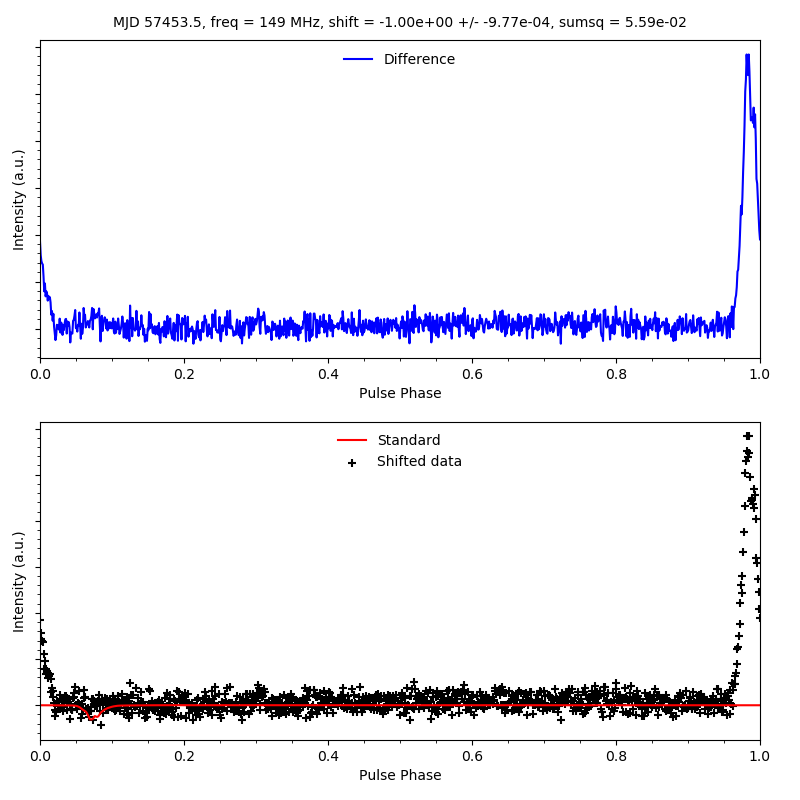 MJD 57453.5, freq = 149 MHz, shift = -1.00e+00 +/- -9.77e-04, sumsq = 5.59e-02
Difference
Intensity (a.u.)
0.0 0.2 0.4 0.6 0.8 1.0
Pulse Phase
Standard
Shifted data
Intensity (a.u.)
0.0 0.2 0.4 0.6 0.8 1.0
Pulse Phase